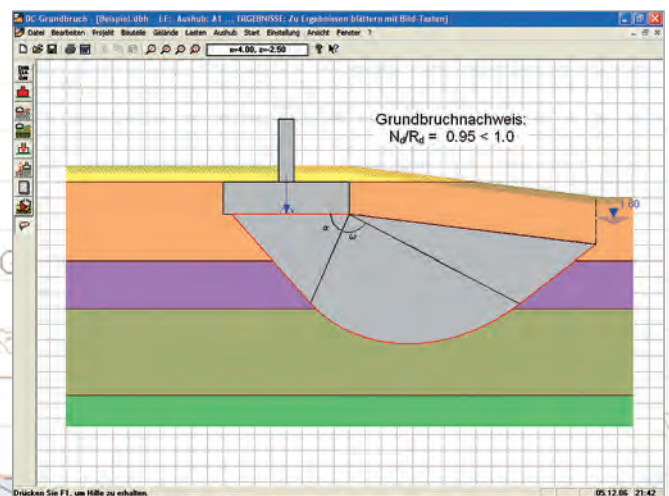 DC-Grundbruch - [Beispiel.dbh - LF: Aushub: A1 ... ERGEBNISSE: Zu Ergebnissen blättern mit Bild-Tasten]
Datei Bearbeiten Projekt Bauteile Gelände Lasten Aushub Start Einstellung Ansicht Fenster ?
x=4.00, z=-2.50
Grundbruchnachweis:
Nd/Rd = 0.95 < 1.0
1.60
α
ω
Drücken Sie F1, um Hilfe zu erhalten.
05.12.06 21:42